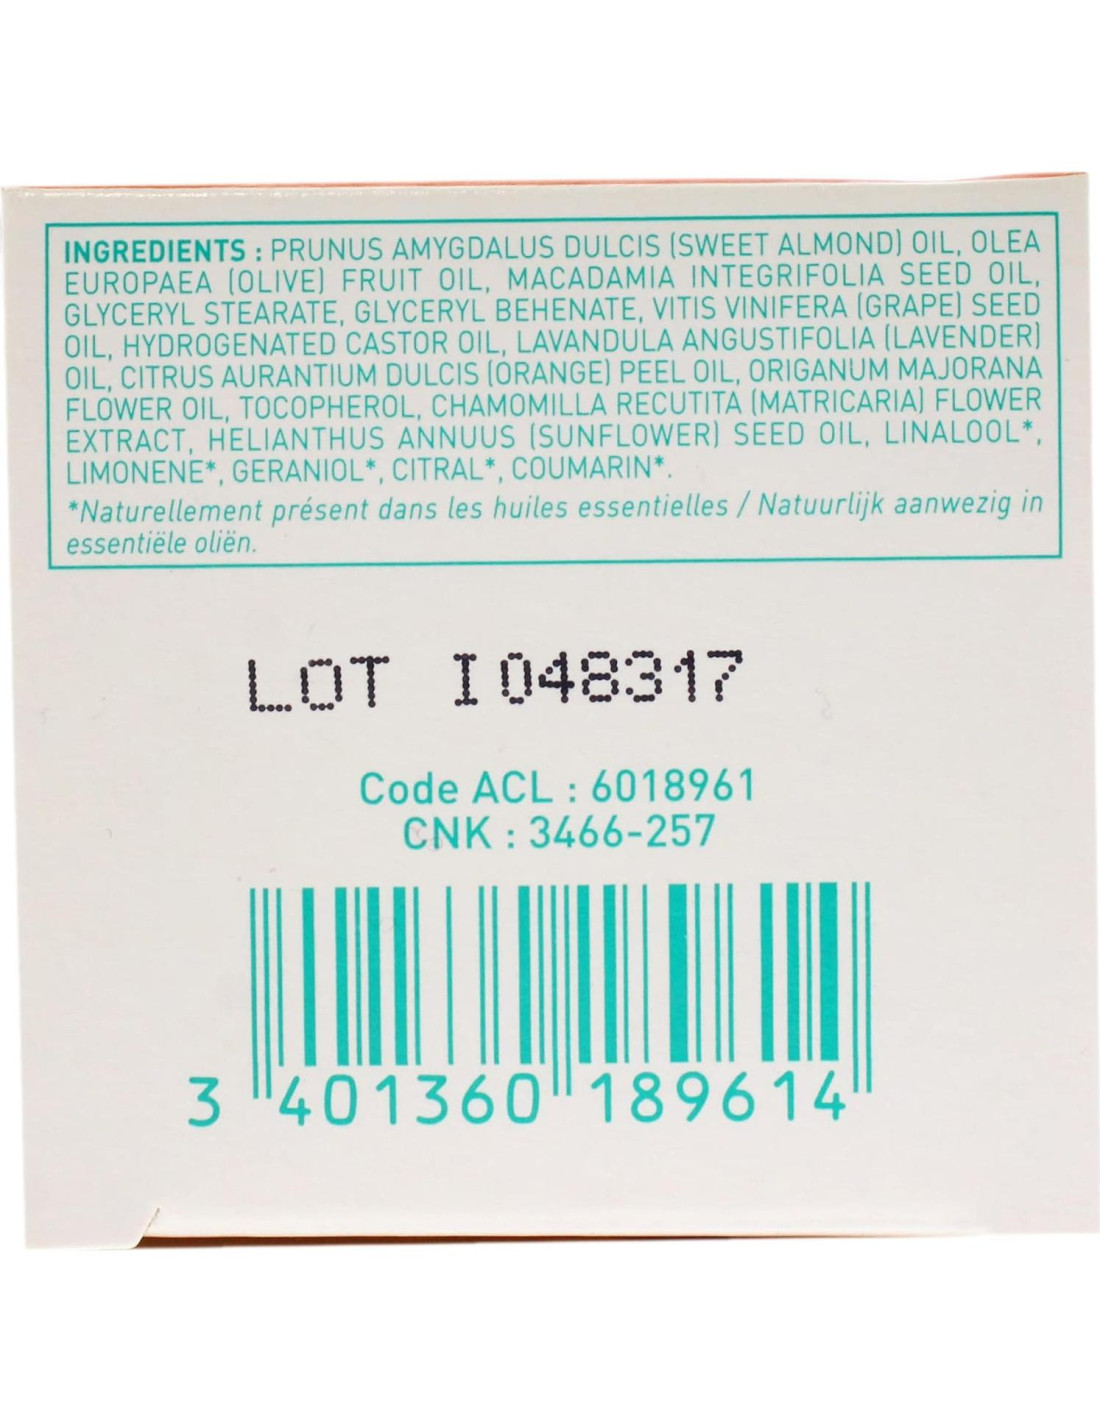 INGREDIENTS : PRUNUS AMYGDALUS DULCIS (SWEET ALMOND) OIL, OLEA
EUROPAEA (OLIVE) FRUIT OIL, MACADAMIA INTEGRIFOLIA SEED OIL,
GLYCERYL STEARATE, GLYCERYL BEHENATE, VITIS VINIFERA (GRAPE) SEED
OIL, HYDROGENATED CASTOR OIL, LAVANDULA ANGUSTIFOLIA (LAVENDER)
OIL, CITRUS AURANTIUM DULCIS (ORANGE) PEEL OIL, ORIGANUM MAJORANA
FLOWER OIL, TOCOPHEROL, CHAMOMILLA RECUTITA (MATRICARIA) FLOWER
EXTRACT, HELIANTHUS ANNUUS (SUNFLOWER) SEED OIL, LINALOOL*,
LIMONENE*, GERANIOL*, CITRAL*, COUMARIN*.
*Naturellement présent dans les huiles essentielles / Natuurlijk aanwezig in
essentiële oliën.
LOT I048317
Code ACL : 6018961
CNK : 3466-257
3 401360 189614